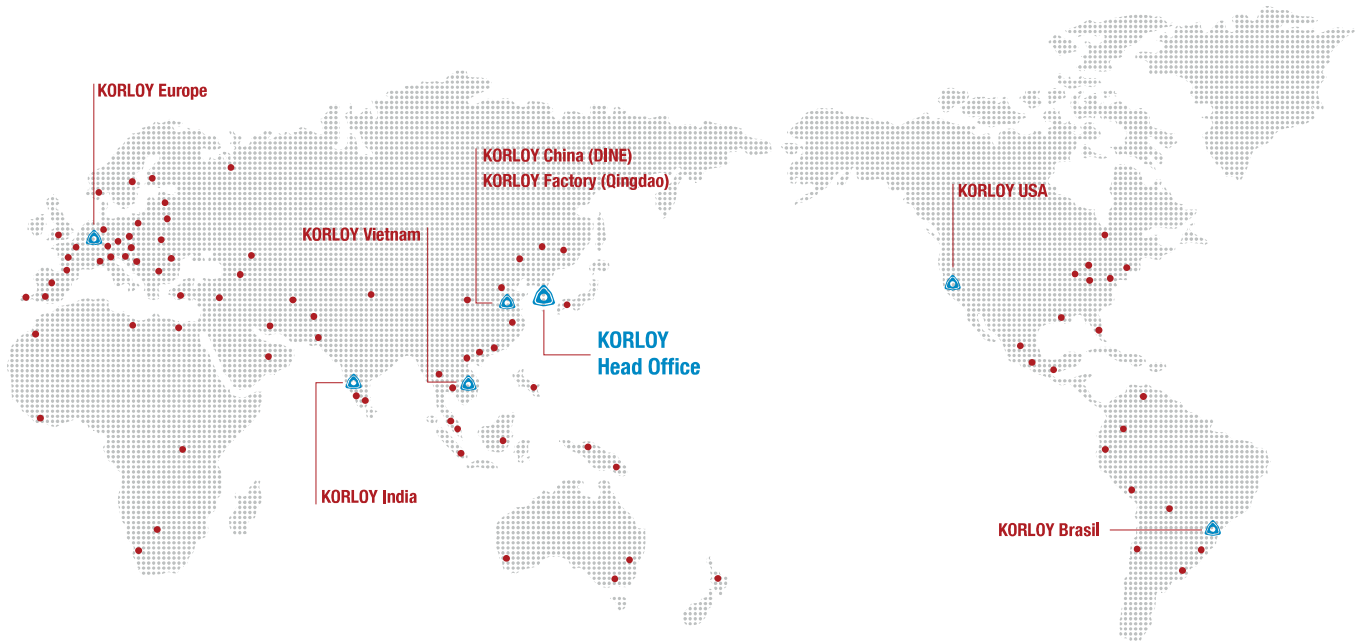 KORLOY Europe
KORLOY China (DINE)
KORLOY Factory (Qingdao)
KORLOY USA
KORLOY Vietnam
KORLOY
Head Office
KORLOY India
KORLOY Brasil